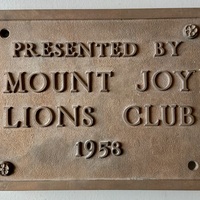 PRESENTED BY
MOUNT JOY
LIONS CLUB
1958